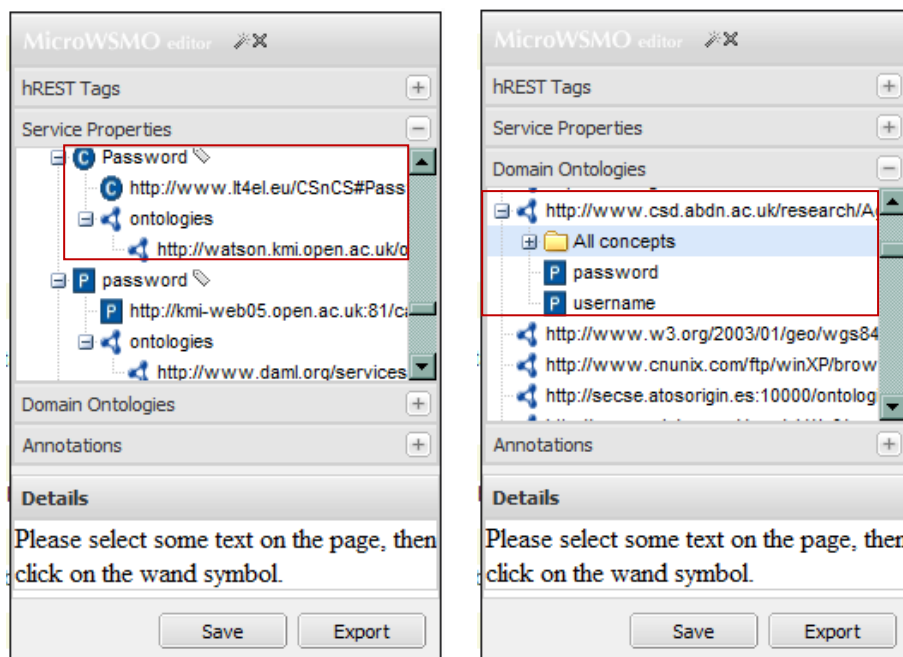 MicroWSMO editor
hREST Tags
Service Properties
C Password
C http://www.lt4el.eu/CSnCS#Pass
ontologies
http://watson.kmi.open.ac.uk/o
P password
P http://kmi-web05.open.ac.uk:81/ca
ontologies
http://www.daml.org/services
Domain Ontologies
Annotations
Details
Please select some text on the page, then
click on the wand symbol.
Save Export
MicroWSMO editor
hREST Tags
Service Properties
Domain Ontologies
http://www.csd.abdn.ac.uk/research/A
All concepts
P password
P username
http://www.w3.org/2003/01/geo/wgs84
http://www.cnunix.com/ftp/winXP/brow
http://secse.atosorigin.es:10000/ontolog
Annotations
Details
Please select some text on the page, then
click on the wand symbol.
Save Export